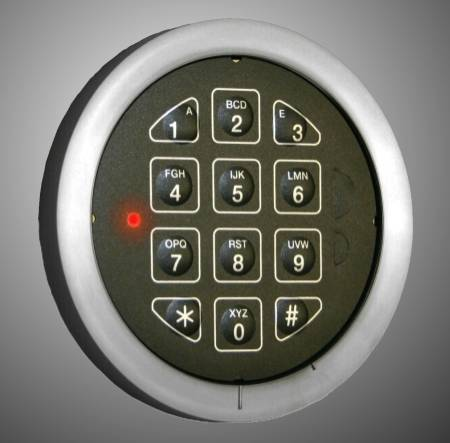 A BCD E
1 2 3
FGH IJK LMN
4 5 6
OPQ RST UVW
7 8 9
XYZ
* 0 #